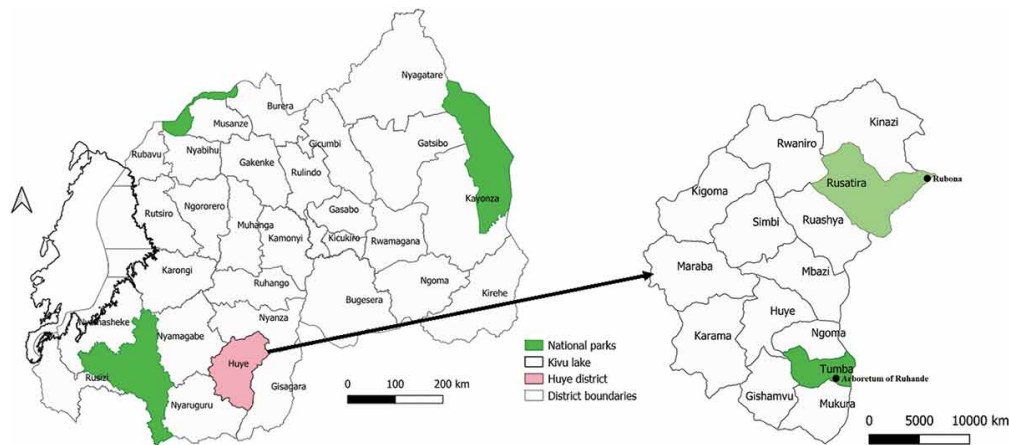 Nyagatare
Burera
Musanze
Gicumbi
Rubavu
Nyabihu
Gatsibo
Gakenke
Rulindo
Kayonza
Rutsiro
Ngororero
Gasabo
Muhanga
Kamonyi
Kicukiro
Rwamagana
Karongi
Ruhango
Ngoma
Kirehe
Bugesera
Nyanza
Nyamasheke
Nyamagabe
Huye
Rusizi
Gisagara
Nyaruguru
0 100 200 km
National parks
Kivu lake
Huye district
District boundaries
Kinazi
Rwaniro
Rusatira
Rubona
Kigoma
Simbi
Ruashya
Maraba
Mbazi
Huye
Karama
Ngoma
Tumba
Arboretum of Ruhande
Gishamvu
Mukura
0 5000 10000 km